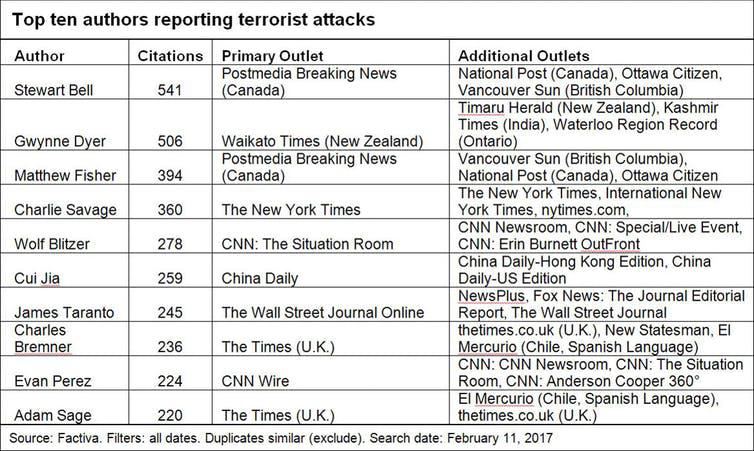 Top ten authors reporting terrorist attacks
Author Citations Primary Outlet Additional Outlets
Stewart Bell 541 Postmedia Breaking News (Canada) National Post (Canada), Ottawa Citizen, Vancouver Sun (British Columbia)
Gwynne Dyer 506 Waikato Times (New Zealand) Timaru Herald (New Zealand), Kashmir Times (India), Waterloo Region Record (Ontario)
Matthew Fisher 394 Postmedia Breaking News (Canada) Vancouver Sun (British Columbia), National Post (Canada), Ottawa Citizen
Charlie Savage 360 The New York Times The New York Times, International New York Times, nytimes.com,
Wolf Blitzer 278 CNN: The Situation Room CNN Newsroom, CNN: Special/Live Event, CNN: Erin Burnett OutFront
Cui Jia 259 China Daily China Daily-Hong Kong Edition, China Daily-US Edition
James Taranto 245 The Wall Street Journal Online NewsPlus, Fox News: The Journal Editorial Report, The Wall Street Journal
Charles Bremner 236 The Times (U.K.) thetimes.co.uk (U.K.), New Statesman, El Mercurio (Chile, Spanish Language)
Evan Perez 224 CNN Wire CNN: CNN Newsroom, CNN: The Situation Room, CNN: Anderson Cooper 360°
Adam Sage 220 The Times (U.K.) El Mercurio (Chile, Spanish Language), thetimes.co.uk (U.K.)
Source: Factiva. Filters: all dates. Duplicates similar (exclude). Search date: February 11, 2017